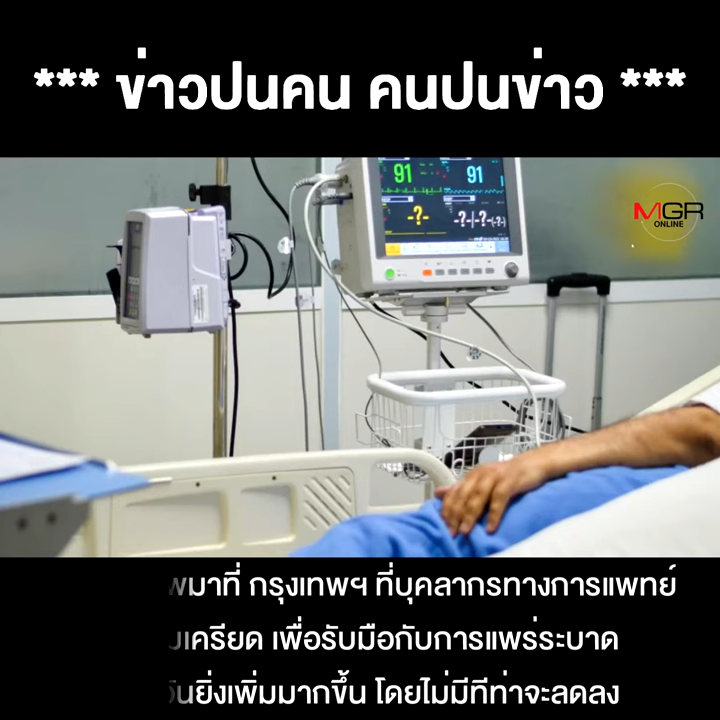 *** ข่าวปนคน คนปนข่าว ***
91
91
-?-
-?-|-?-(-?-)
MGR
ONLINE
ที่ กรุงเทพฯ ที่บุคลากรทางการแพทย์
เครียด เพื่อรับมือกับการแพร่ระบาด
ยิ่งเพิ่มมากขึ้น โดยไม่มีทีท่าจะลดลง